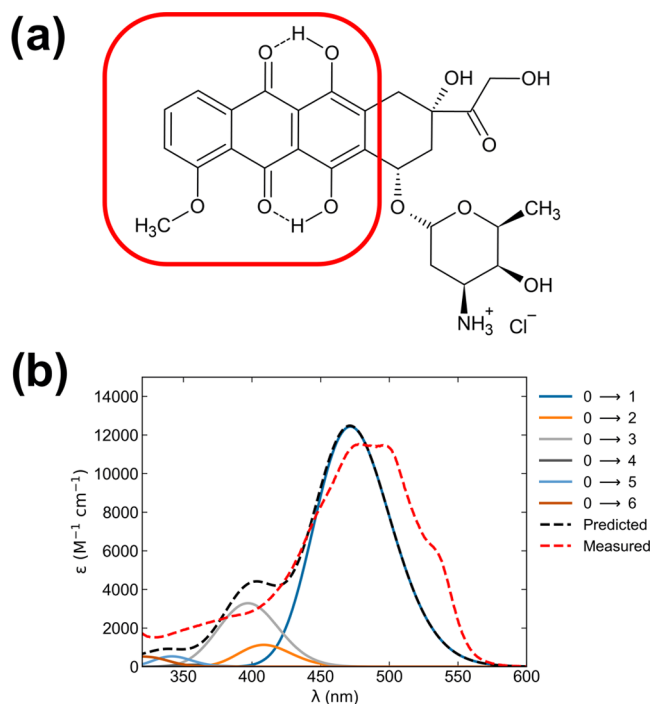 (a)
O H O
OH OH
O
O O H O
H₃C
O O CH₃
OH
NH₃⁺ Cl⁻
(b)
14000
12000
10000
8000
6000
4000
2000
0
ε (M⁻¹ cm⁻¹)
350 400 450 500 550 600
λ (nm)
0 → 1
0 → 2
0 → 3
0 → 4
0 → 5
0 → 6
Predicted
Measured